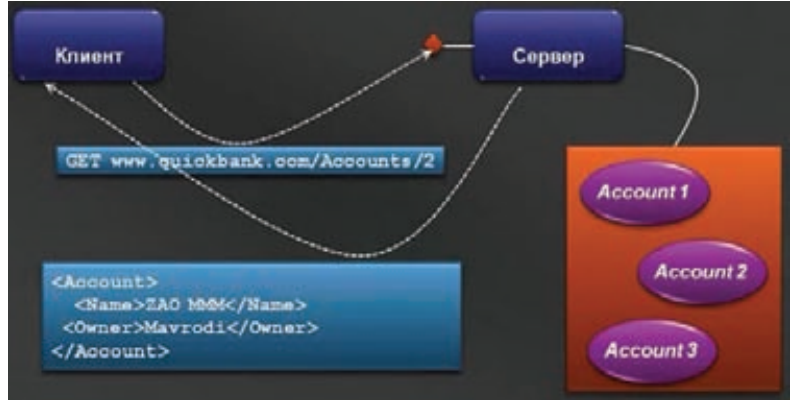 Клиент
Сервер
GET www.quickbank.com/Accounts/2
Account 1
Account 2
Account 3
<Account>
<Name>ZAO MMM</Name>
<Owner>Mavrodi</Owner>
</Account>